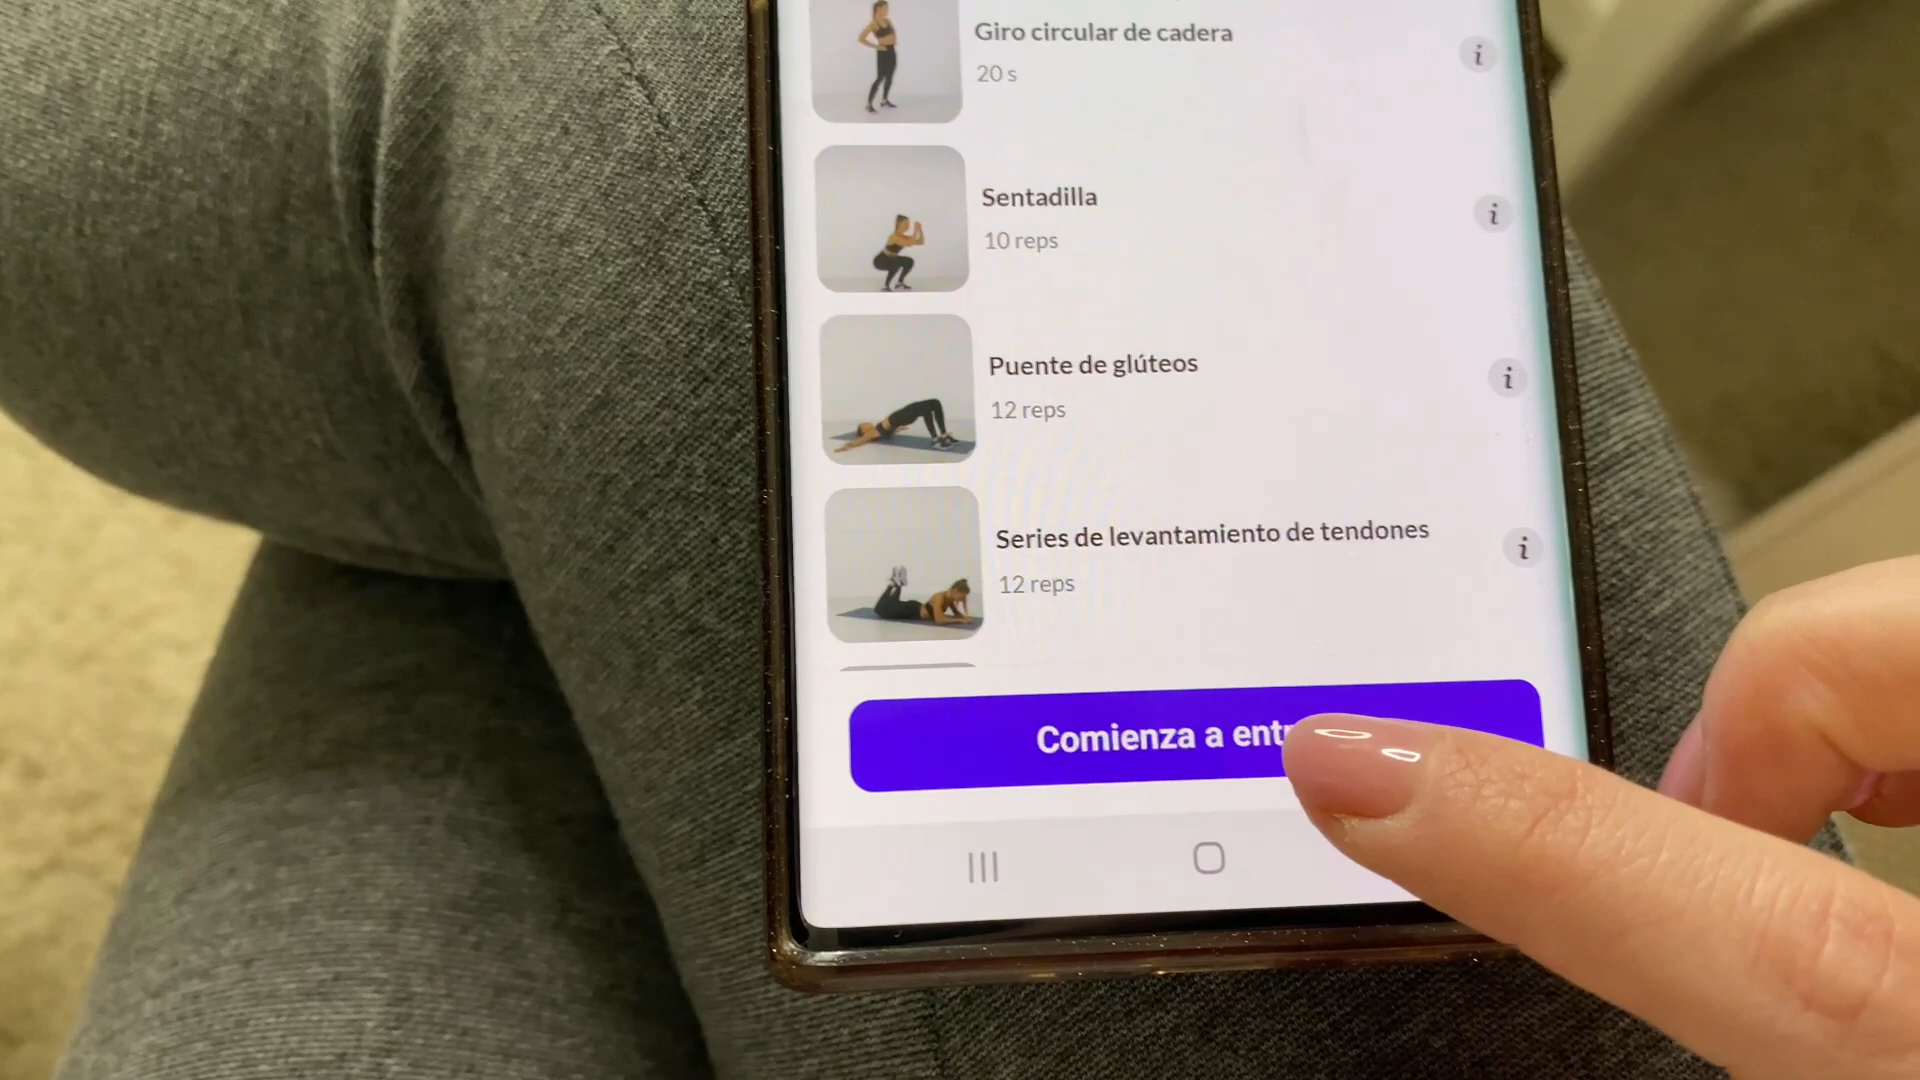 Giro circular de cadera
20 s
Sentadilla
10 reps
Puente de glúteos
12 reps
Series de levantamiento de tendones
12 reps
Comienza a